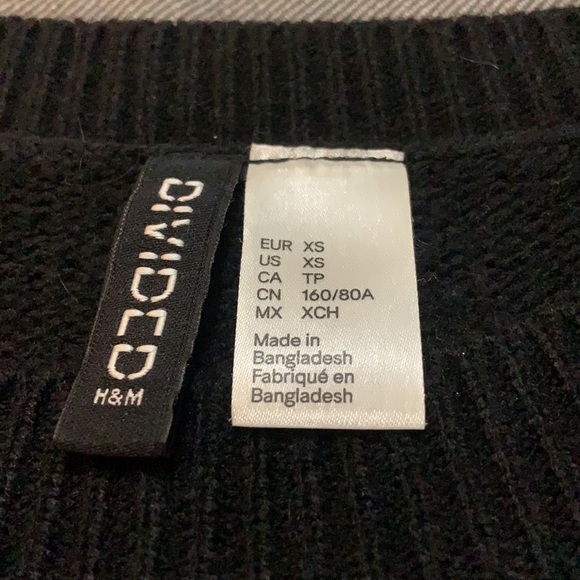 DIVIDED
H&M
EUR XS
US XS
CA TP
CN 160/80A
MX XCH
Made in
Bangladesh
Fabriqué en
Bangladesh